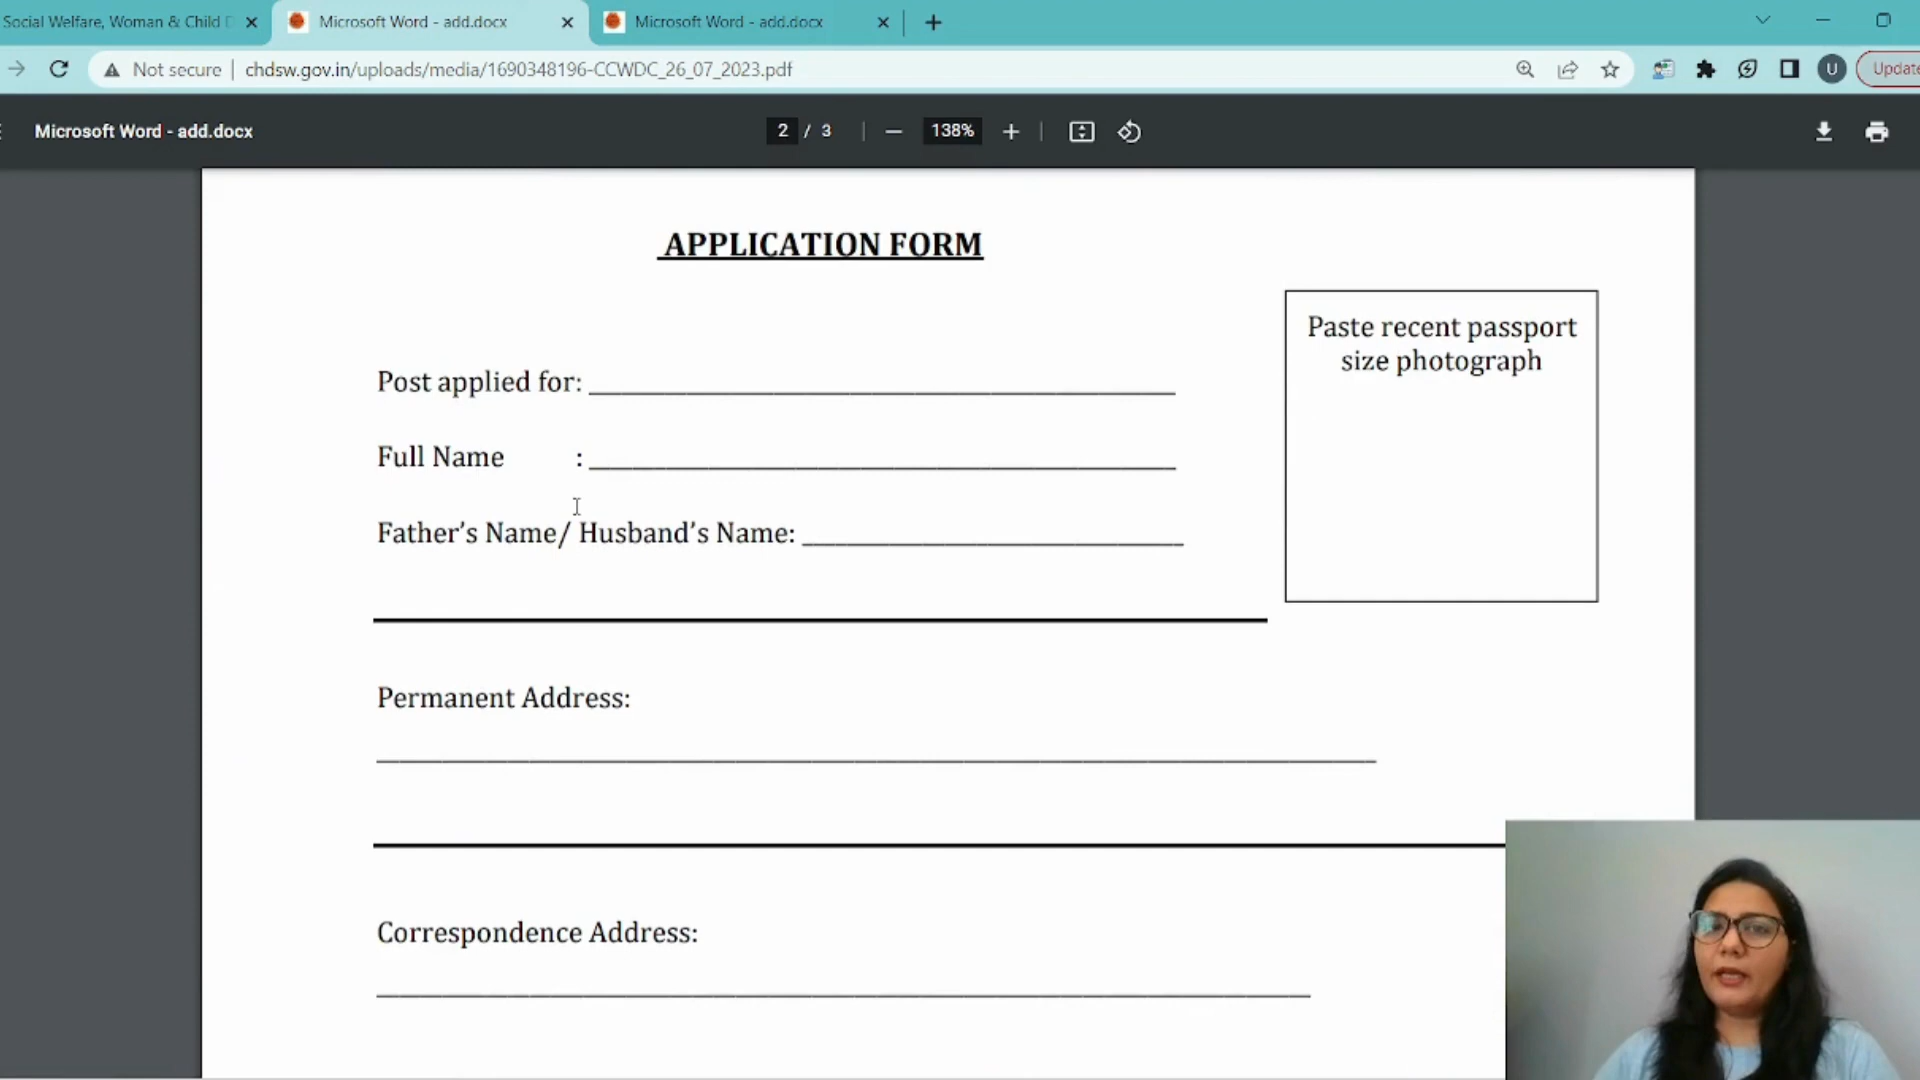 Social Welfare, Woman & Child D
Microsoft Word - add.docx
Microsoft Word - add.docx
Not secure
chdsw.gov.in/uploads/media/1690348196-CCWDC_26_07_2023.pdf
U
Update
Microsoft Word - add.docx
2 / 3
138%
APPLICATION FORM
Paste recent passport
size photograph
Post applied for:
Full Name :
Father’s Name/ Husband’s Name:
Permanent Address:
Correspondence Address: